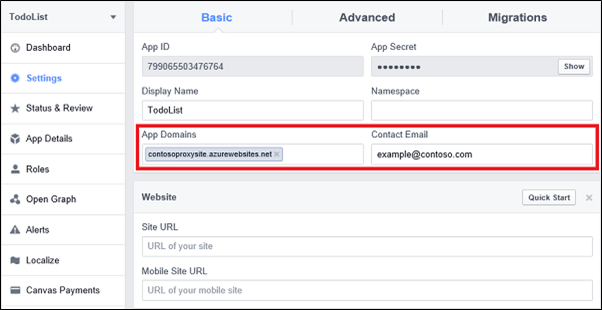 TodoList
Dashboard
Settings
Status & Review
App Details
Roles
Open Graph
Alerts
Localize
Canvas Payments
Basic
Advanced
Migrations
App ID
App Secret
799065503476764
●●●●●●●●
Show
Display Name
Namespace
TodoList
App Domains
Contact Email
contosoproxysite.azurewebsites.net ×
example@contoso.com
Website
Quick Start
×
Site URL
URL of your site
Mobile Site URL
URL of your mobile site